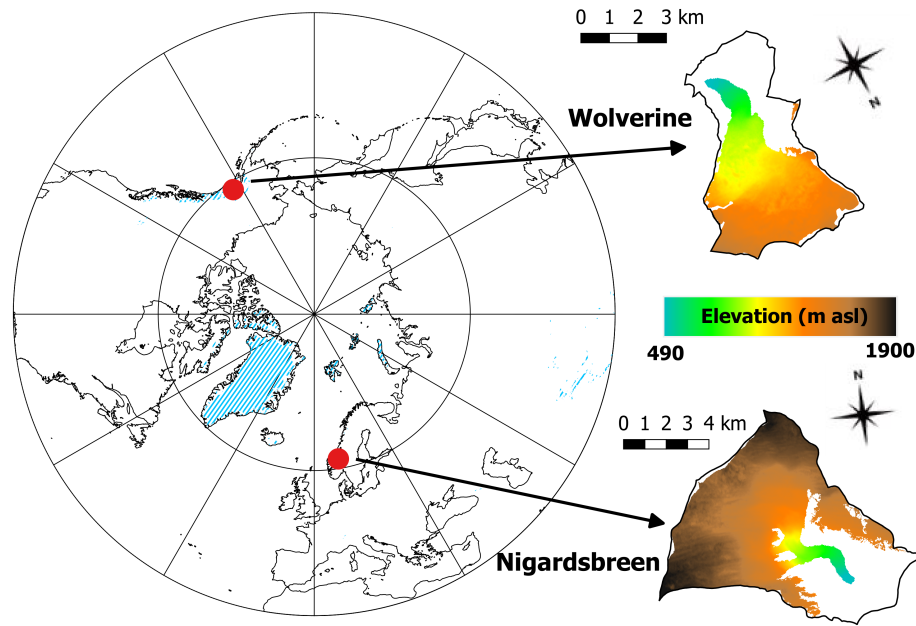 0 1 2 3 km
N
Wolverine
Elevation (m asl)
490 1900
N
0 1 2 3 4 km
Nigardsbreen